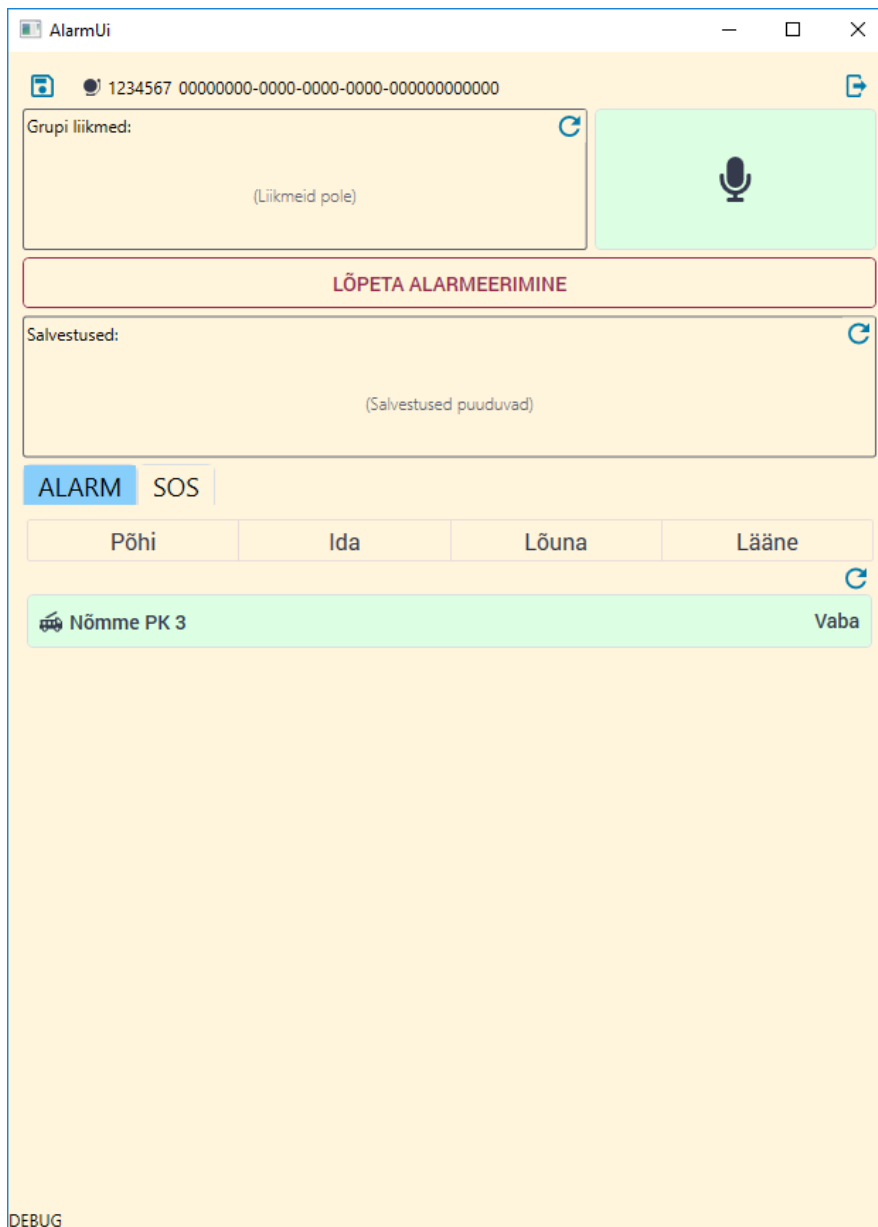 AlarmUi
1234567 00000000-0000-0000-0000-000000000000
Grupi liikmed:
(Liikmeid pole)
LÕPETA ALARMEERIMINE
Salvestused:
(Salvestused puuduvad)
ALARM SOS
Põhi Ida Lõuna Lääne
Nõmme PK 3 Vaba
DEBUG